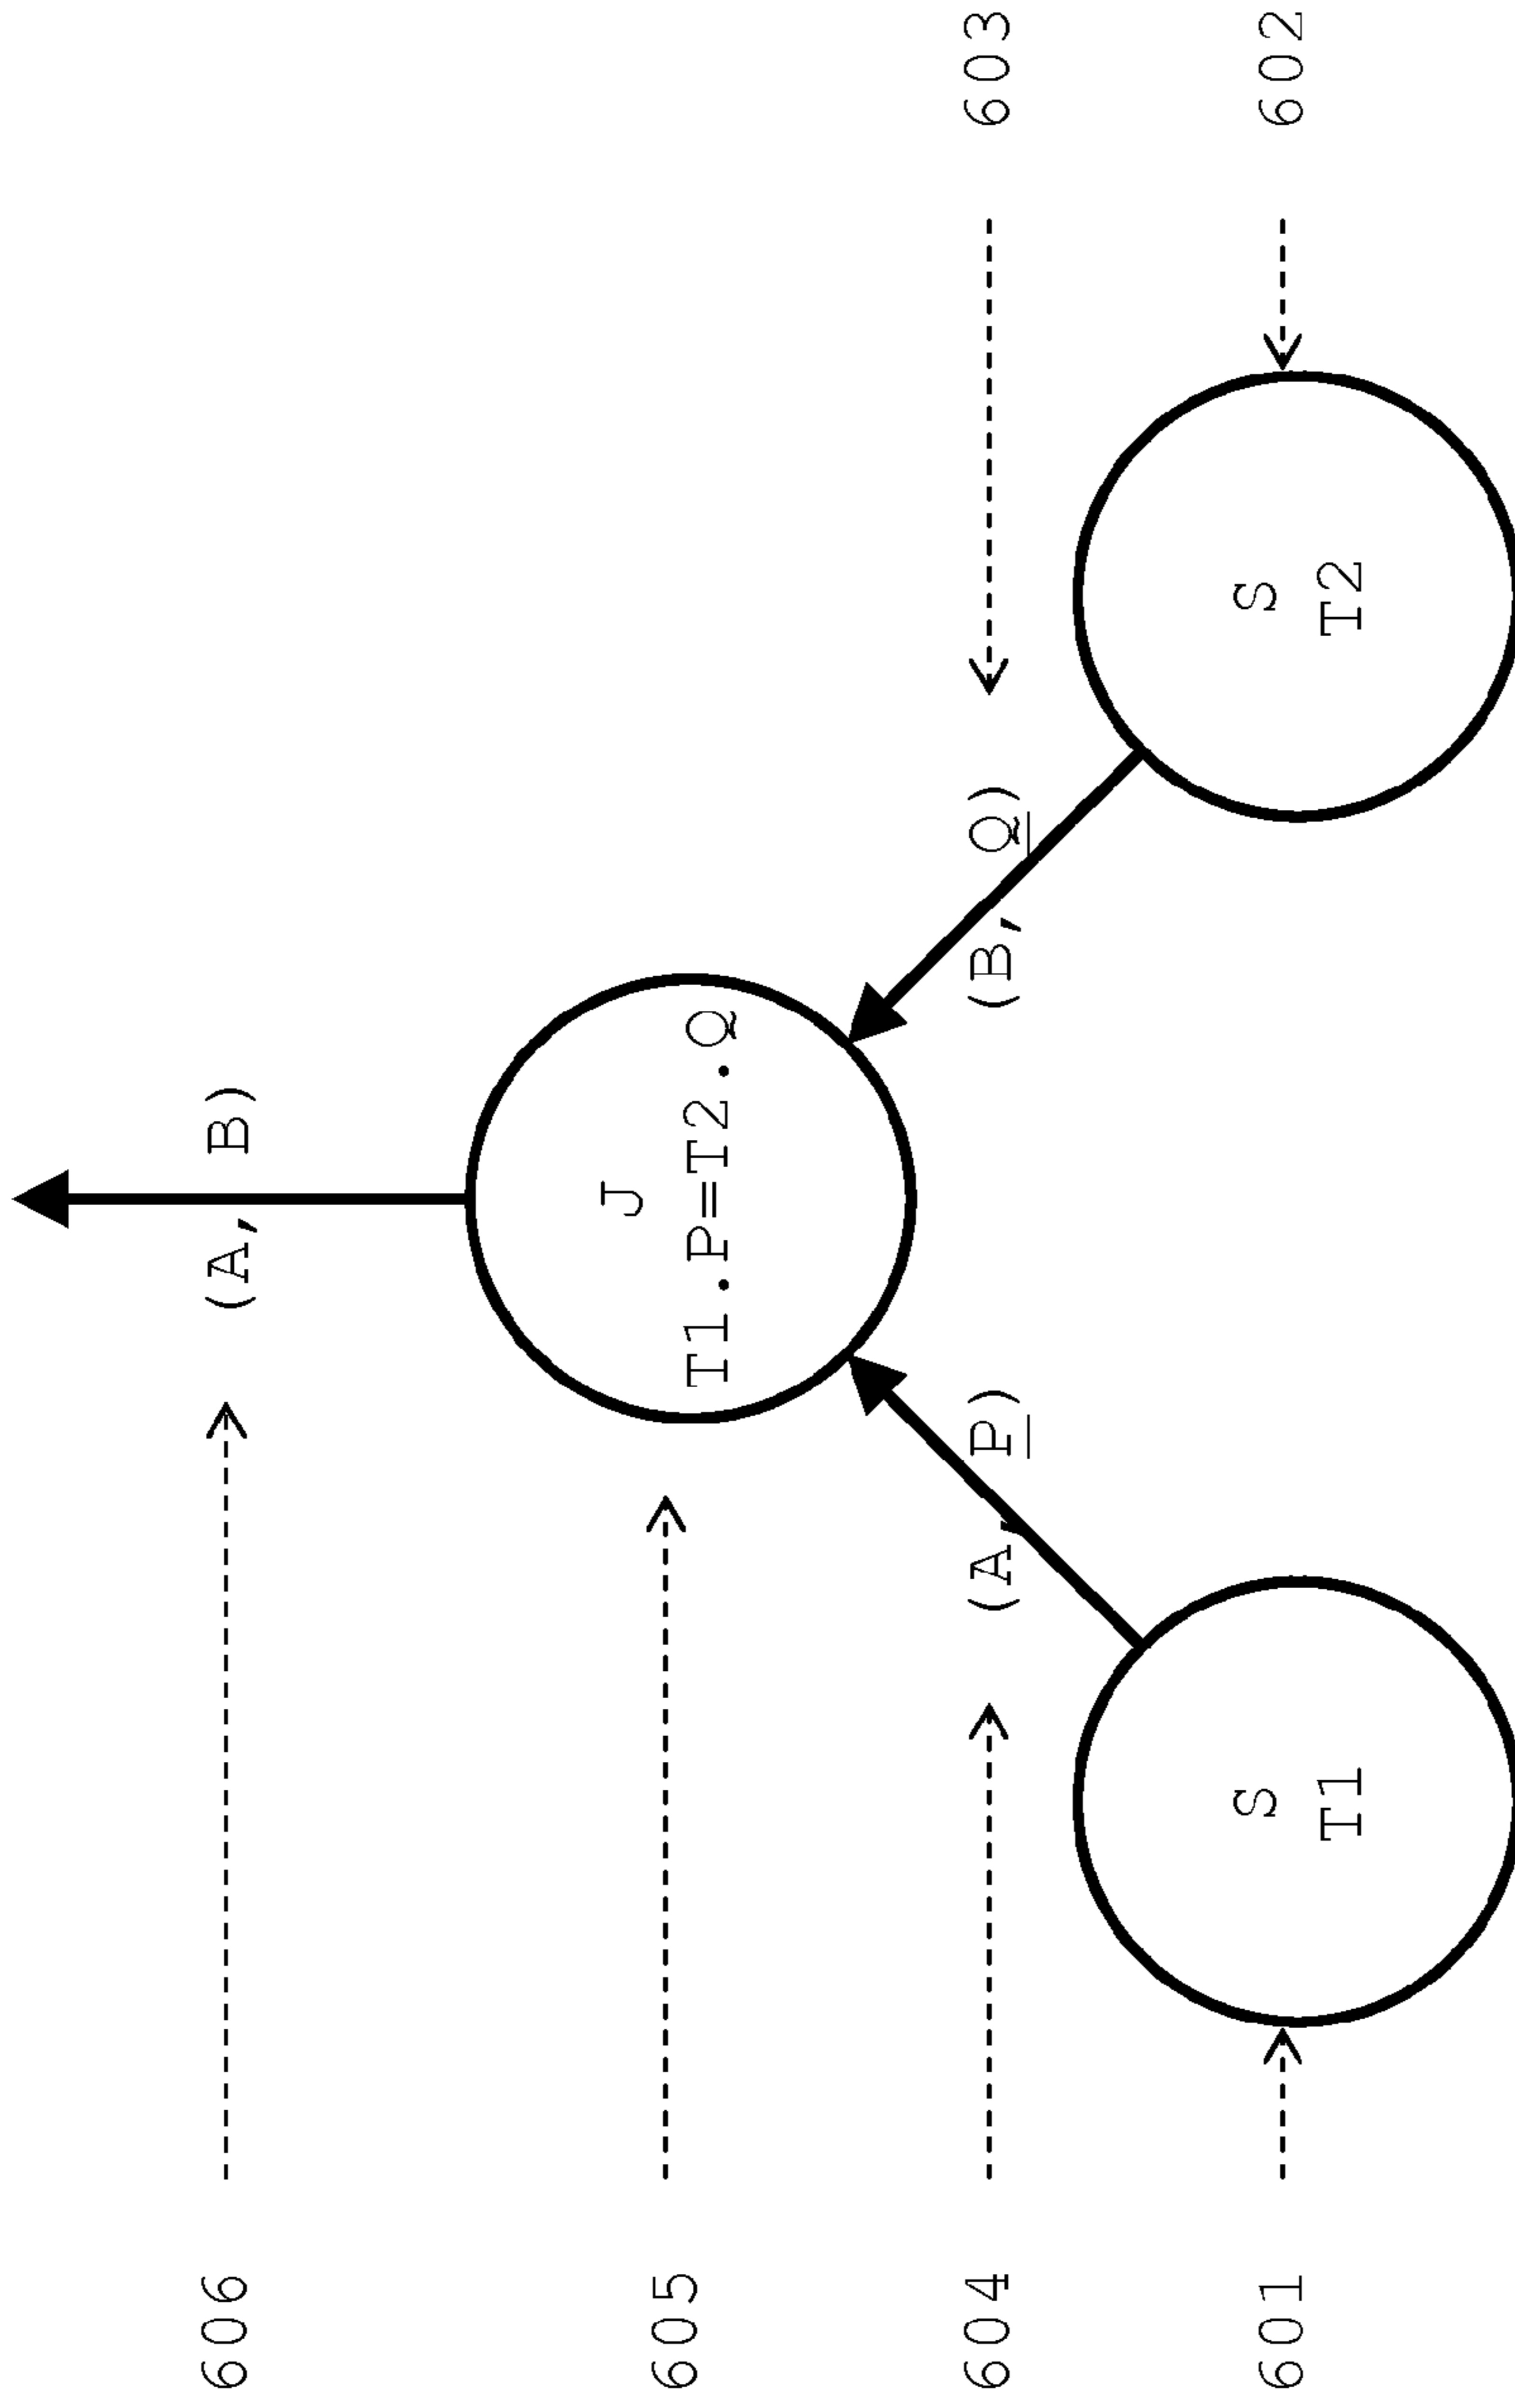 606
(A, B)
605
J
T1.P=T2.Q
604
(A, P)
(B, Q)
603
601
S
T1
S
T2
602